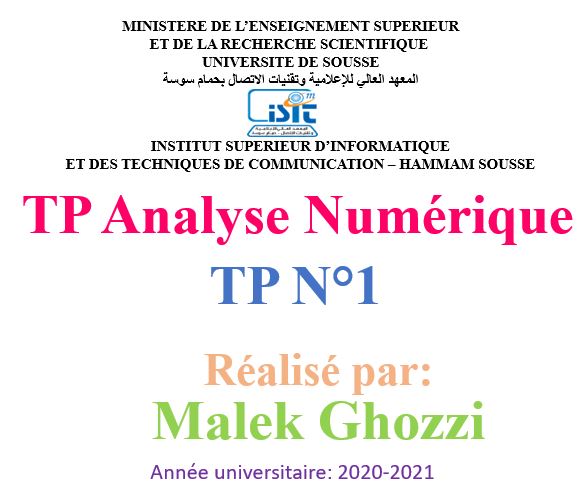 MINISTERE DE L’ENSEIGNEMENT SUPERIEUR
ET DE LA RECHERCHE SCIENTIFIQUE
UNIVERSITE DE SOUSSE
المعهد العالي للإعلامية وتقنيات الاتصال بحمام سوسة
isitc
INSTITUT SUPERIEUR D’INFORMATIQUE
ET DES TECHNIQUES DE COMMUNICATION – HAMMAM SOUSSE
TP Analyse Numérique
TP N°1
Réalisé par:
Malek Ghozzi
Année universitaire: 2020-2021